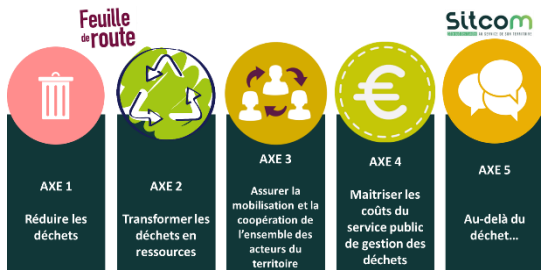 Feuille
de route
Sitcom
AXE 1
Réduire les
déchets
AXE 2
Transformer les
déchets en
ressources
AXE 3
Assurer la
mobilisation et la
coopération de
l'ensemble des
acteurs du
territoire
€
AXE 4
Maitriser les
coûts du
service public
de gestion des
déchets
AXE 5
Au-delà du
déchet...